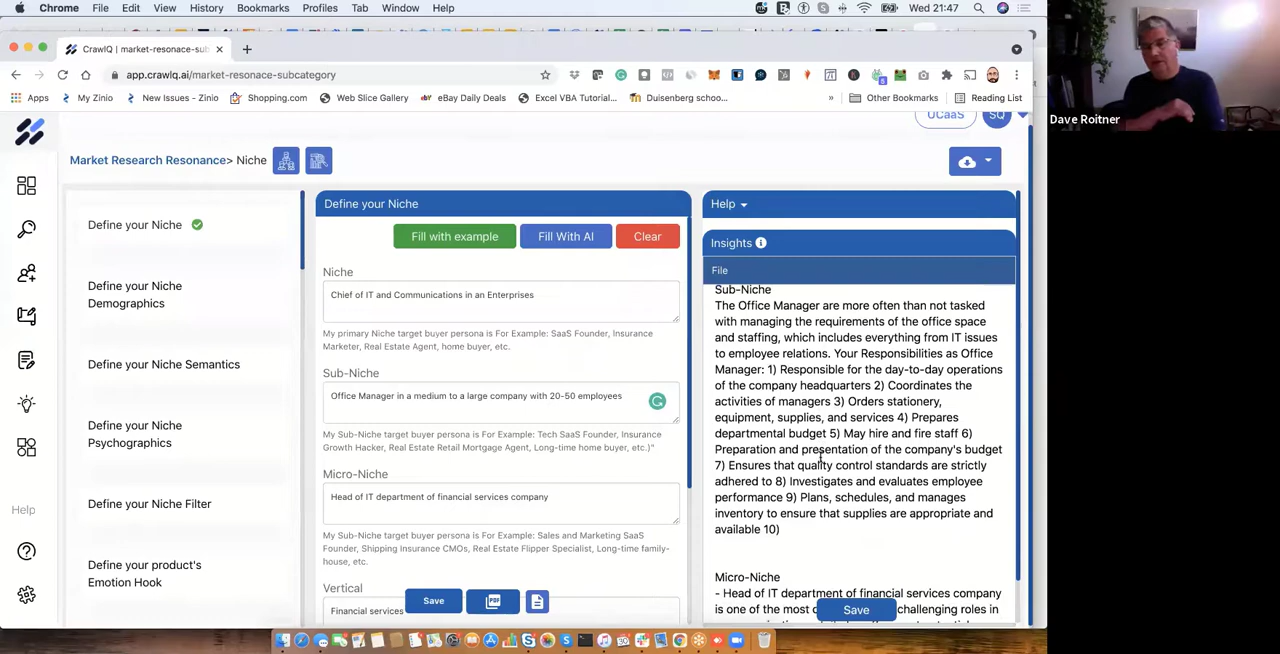 Chrome File Edit View History Bookmarks Profiles Tab Window Help Wed 21:47
CrawlQ | market-resonace-sub
app.crawlq.ai/market-resonace-subcategory
Apps My Zinio New Issues - Zinio Shopping.com Web Slice Gallery eBay Daily Deals Excel VBA Tutorial... Duisenberg schoo... » Other Bookmarks Reading List
Dave Roitner
UCaaS SQ
Market Research Resonance> Niche
Define your Niche
Define your Niche
Demographics
Define your Niche Semantics
Define your Niche
Psychographics
Define your Niche Filter
Define your product's
Emotion Hook
Help
Define your Niche
Fill with example Fill With AI Clear
Niche
Chief of IT and Communications in an Enterprises
My primary Niche target buyer persona is For Example: SaaS Founder, Insurance
Marketer, Real Estate Agent, home buyer, etc.
Sub-Niche
Office Manager in a medium to a large company with 20-50 employees
My Sub-Niche target buyer persona is For Example: Tech SaaS Founder, Insurance
Growth Hacker, Real Estate Retail Mortgage Agent, Long-time home buyer, etc.)"
Micro-Niche
Head of IT department of financial services company
My Sub-Niche target buyer persona is For Example: Sales and Marketing SaaS
Founder, Shipping Insurance CMOs, Real Estate Flipper Specialist, Long-time family-
house, etc.
Vertical
Financial services
Save PDF
Help
Insights
File
Sub-Niche
The Office Manager are more often than not tasked
with managing the requirements of the office space
and staffing, which includes everything from IT issues
to employee relations. Your Responsibilities as Office
Manager: 1) Responsible for the day-to-day operations
of the company headquarters 2) Coordinates the
activities of managers 3) Orders stationery,
equipment, supplies, and services 4) Prepares
departmental budget 5) May hire and fire staff 6)
Preparation and presentation of the company's budget
7) Ensures that quality control standards are strictly
adhered to 8) Investigates and evaluates employee
performance 9) Plans, schedules, and manages
inventory to ensure that supplies are appropriate and
available 10)
Micro-Niche
- Head of IT department of financial services company
is one of the most challenging roles in
Save